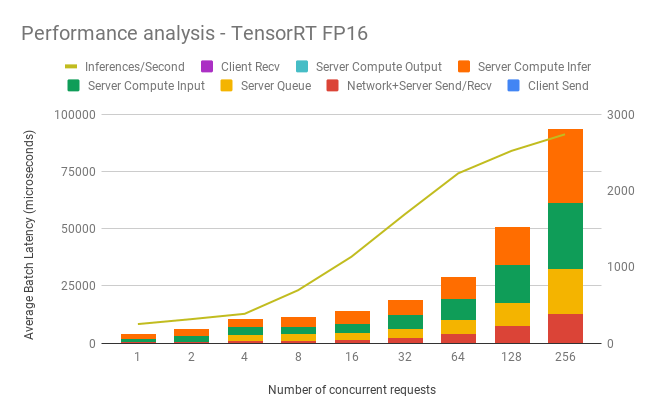 Performance analysis - TensorRT FP16
Inferences/Second Client Recv Server Compute Output Server Compute Infer
Server Compute Input Server Queue Network+Server Send/Recv Client Send
Average Batch Latency (microseconds)
100000
75000
50000
25000
0
3000
2000
1000
0
1 2 4 8 16 32 64 128 256
Number of concurrent requests